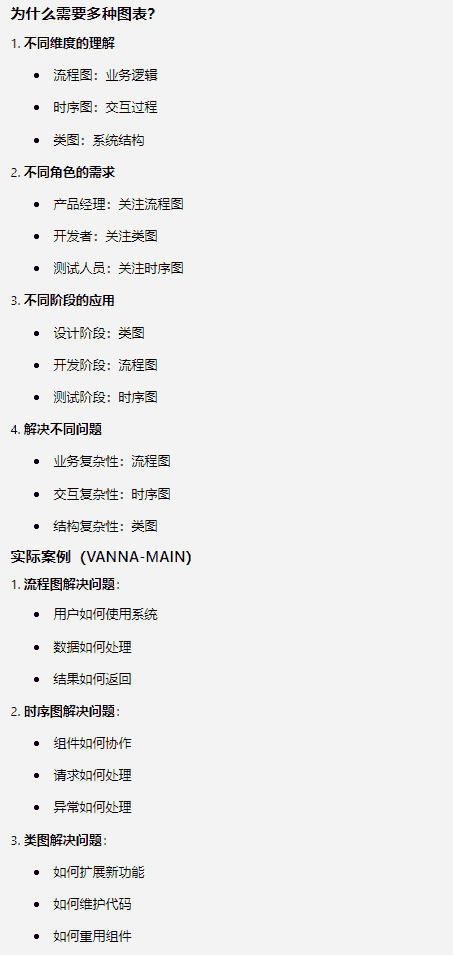 为什么需要多种图表？
1. 不同维度的理解
• 流程图：业务逻辑
• 时序图：交互过程
• 类图：系统结构
2. 不同角色的需求
• 产品经理：关注流程图
• 开发者：关注类图
• 测试人员：关注时序图
3. 不同阶段的应用
• 设计阶段：类图
• 开发阶段：流程图
• 测试阶段：时序图
4. 解决不同问题
• 业务复杂性：流程图
• 交互复杂性：时序图
• 结构复杂性：类图
实际案例（VANNA-MAIN）
1. 流程图解决问题：
• 用户如何使用系统
• 数据如何处理
• 结果如何返回
2. 时序图解决问题：
• 组件如何协作
• 请求如何处理
• 异常如何处理
3. 类图解决问题：
• 如何扩展新功能
• 如何维护代码
• 如何重用组件